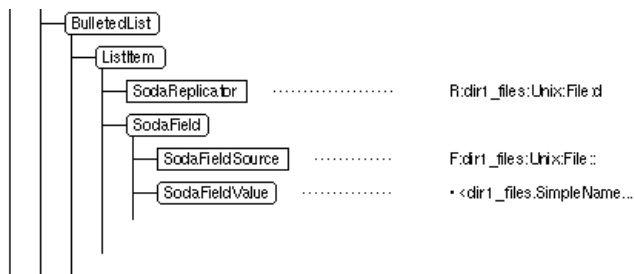 BulletedList
ListItem
SodaReplicator R:dir1_files:Unix:File:d
SodaField
SodaFieldSource F:dir1_files:Unix:File::
SodaFieldValue • <dir1_files.SimpleName...